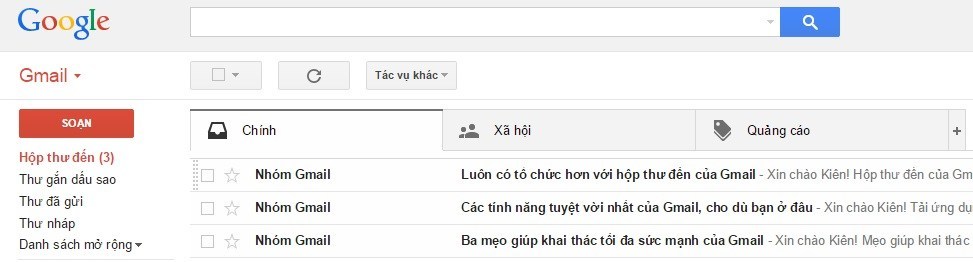 Google
Gmail
Tác vụ khác
SOẠN
Chính
Xã hội
Quảng cáo
+
Hộp thư đến (3)
Thư gắn dấu sao
Thư đã gửi
Thư nháp
Danh sách mở rộng
Nhóm Gmail Luôn có tổ chức hơn với hộp thư đến của Gmail - Xin chào Kiên! Hộp thư đến của Gm
Nhóm Gmail Các tính năng tuyệt vời nhất của Gmail, cho dù bạn ở đâu - Xin chào Kiên! Tải ứng dụ
Nhóm Gmail Ba mẹo giúp khai thác tối đa sức mạnh của Gmail - Xin chào Kiên! Mẹo giúp khai thác